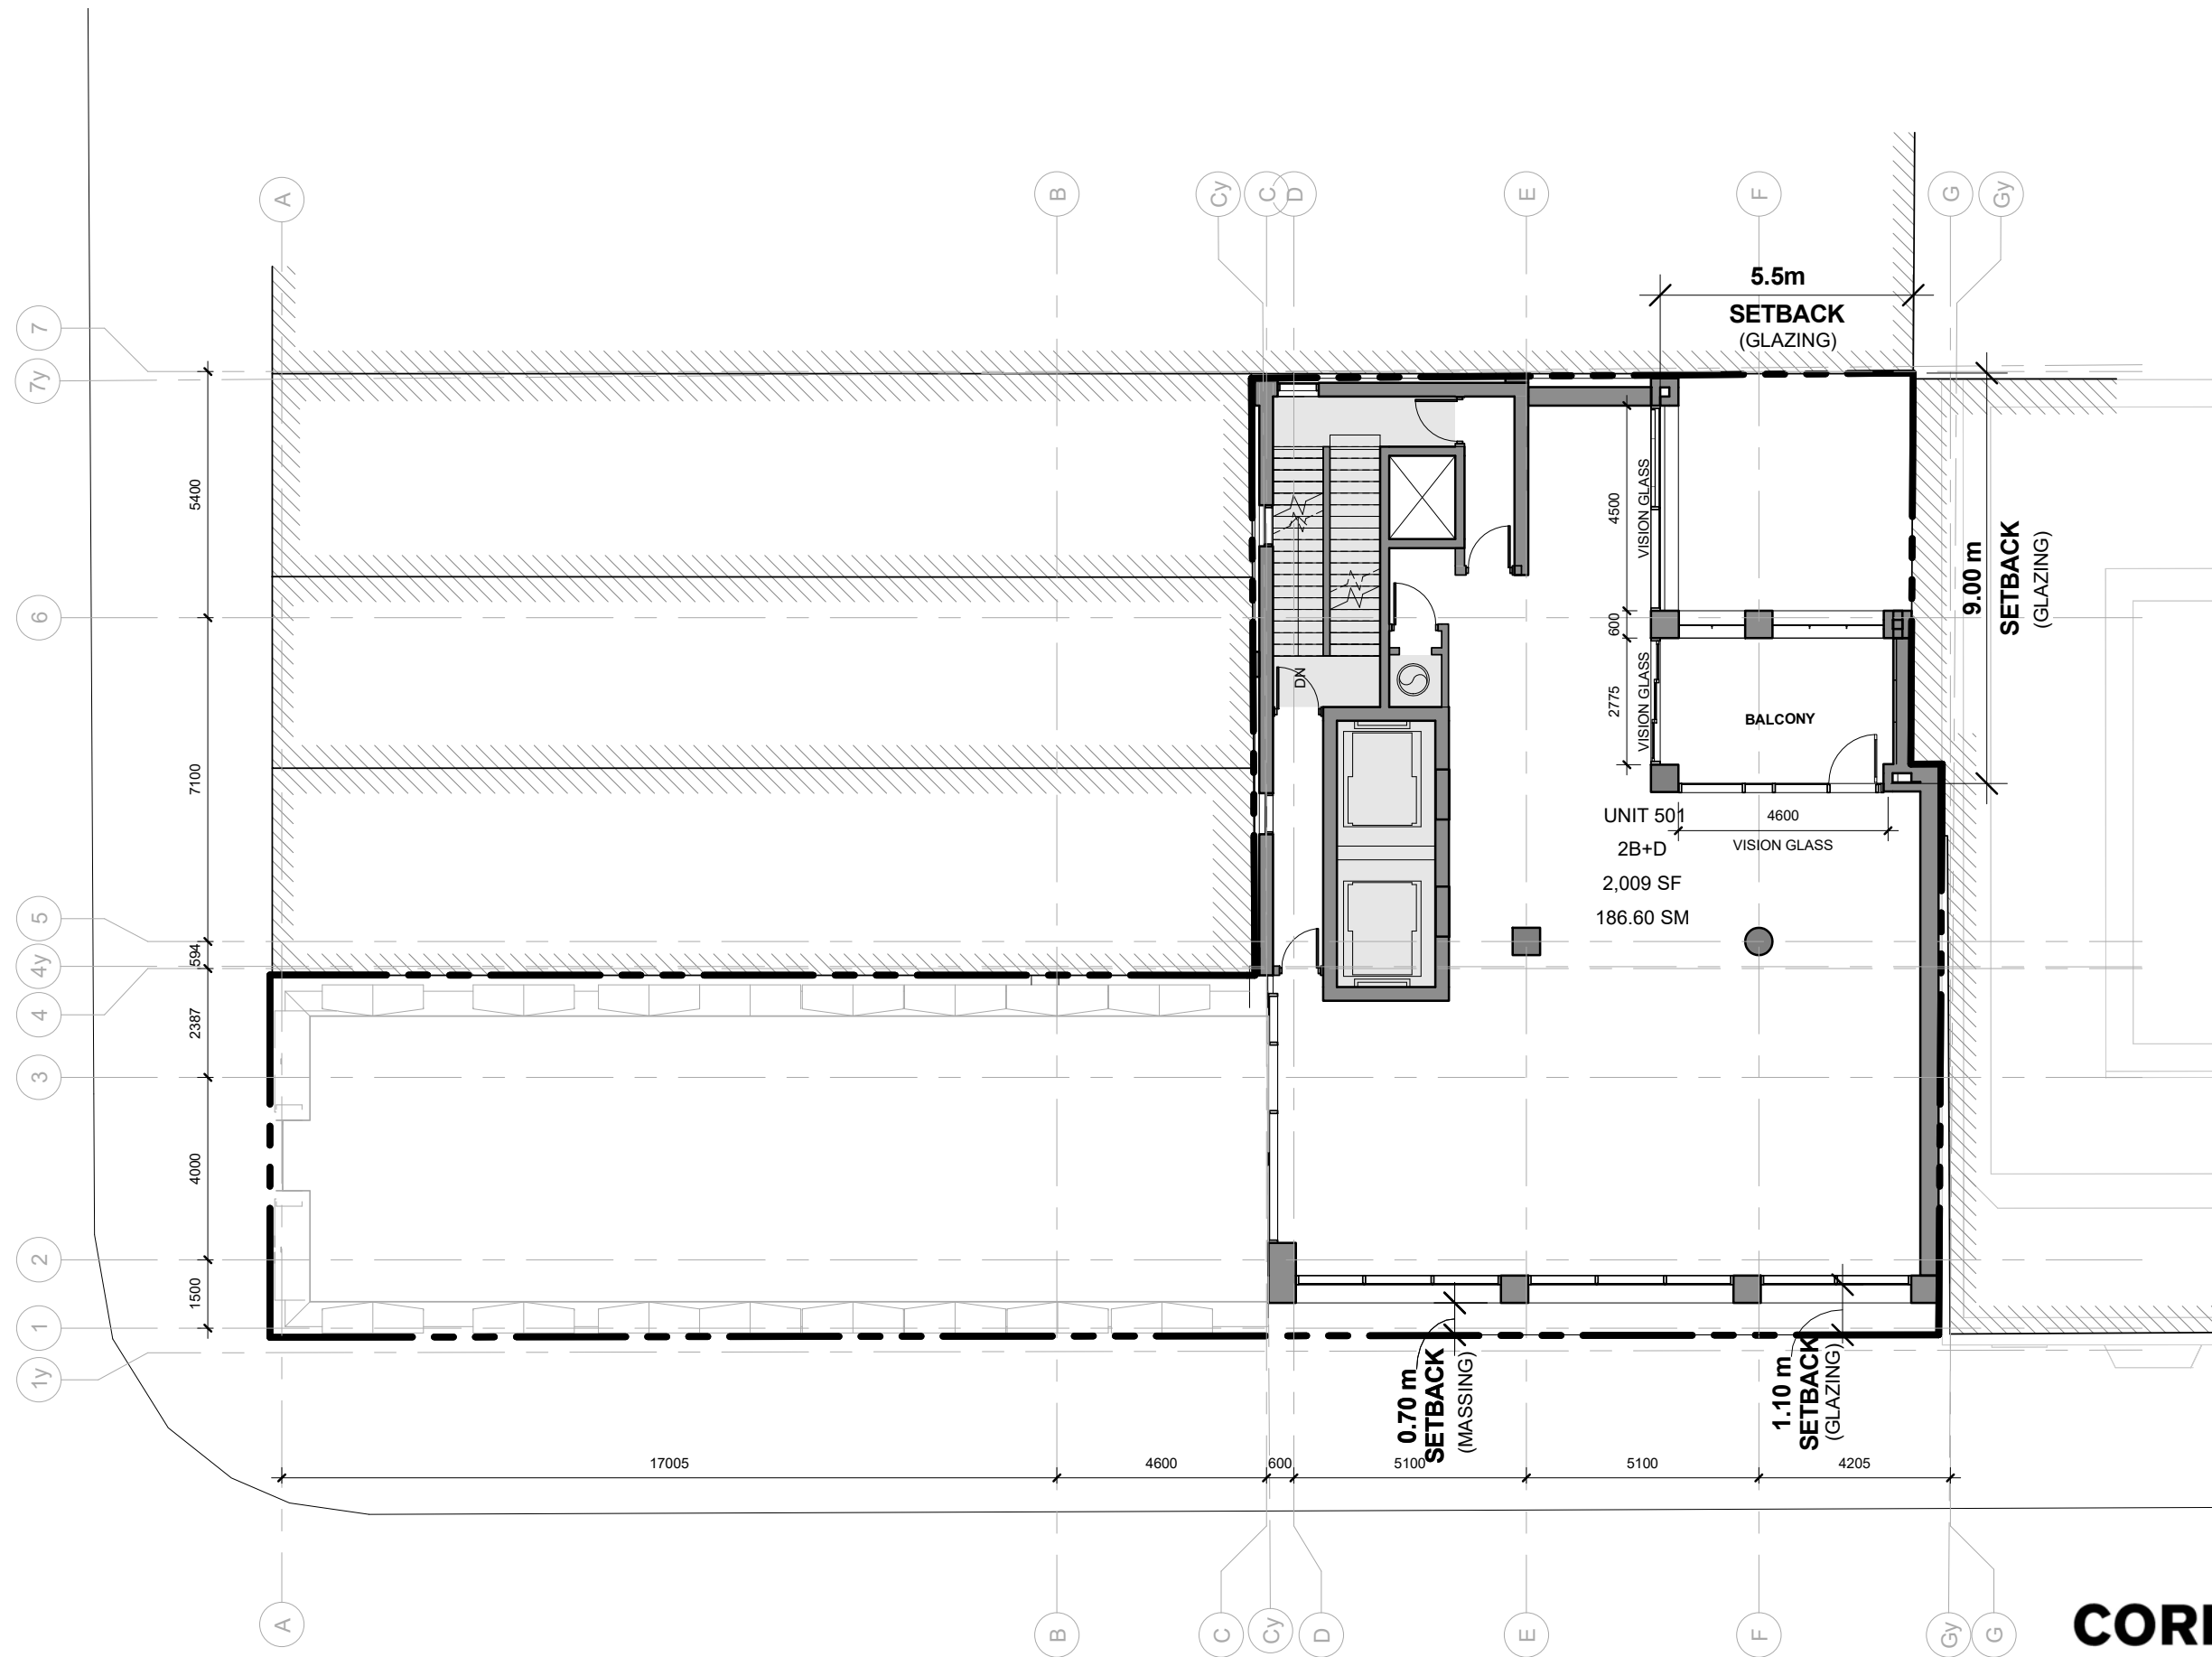 A
B
Cy
C
D
E
F
G
Gy
5.5m
SETBACK
(GLAZING)
7
7y
6
5
4y
4
3
2
1
1y
5400
7100
594
2387
4000
1500
4500
VISION GLASS
600
2775
VISION GLASS
9.00 m
SETBACK
(GLAZING)
DN
BALCONY
UNIT 501
2B+D
2,009 SF
186.60 SM
4600
VISION GLASS
0.70 m
SETBACK
(MASSING)
1.10 m
SETBACK
(GLAZING)
17005
4600
600
5100
5100
4205
A
B
C
Cy
D
E
F
Gy
G